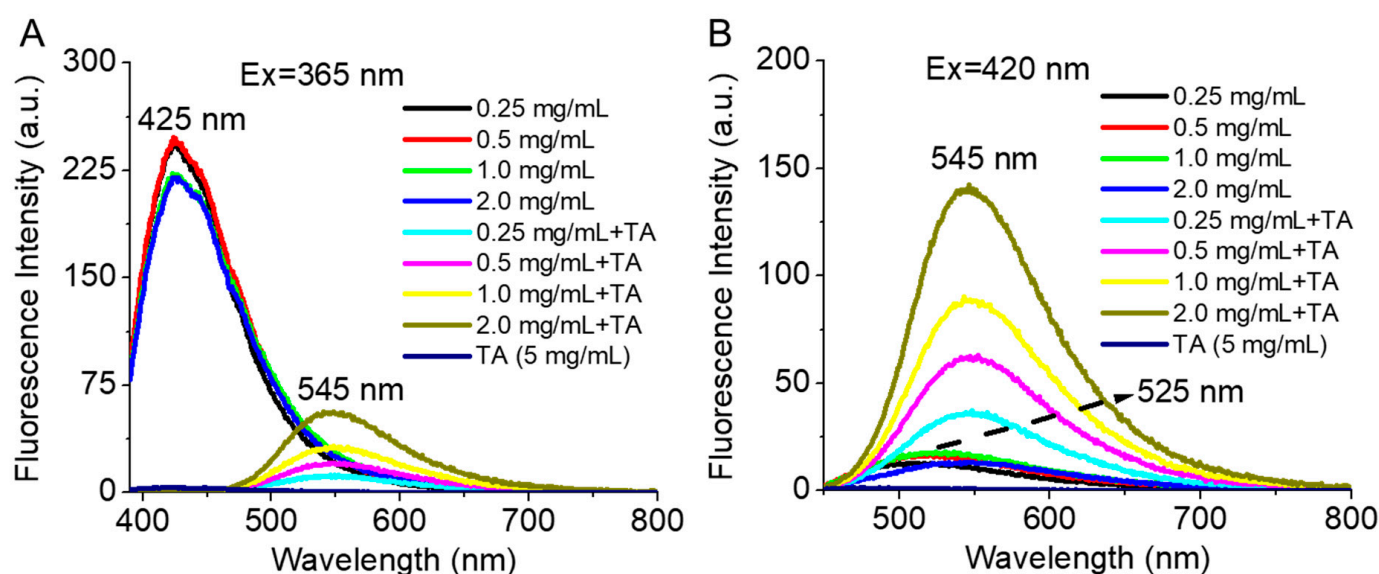 A
Fluorescence Intensity (a.u.)
300
225
150
75
0
Ex=365 nm
425 nm
545 nm
0.25 mg/mL
0.5 mg/mL
1.0 mg/mL
2.0 mg/mL
0.25 mg/mL+TA
0.5 mg/mL+TA
1.0 mg/mL+TA
2.0 mg/mL+TA
TA (5 mg/mL)
400 500 600 700 800
Wavelength (nm)
B
Fluorescence Intensity (a.u.)
200
150
100
50
0
Ex=420 nm
545 nm
525 nm
0.25 mg/mL
0.5 mg/mL
1.0 mg/mL
2.0 mg/mL
0.25 mg/mL+TA
0.5 mg/mL+TA
1.0 mg/mL+TA
2.0 mg/mL+TA
TA (5 mg/mL)
500 600 700 800
Wavelength (nm)